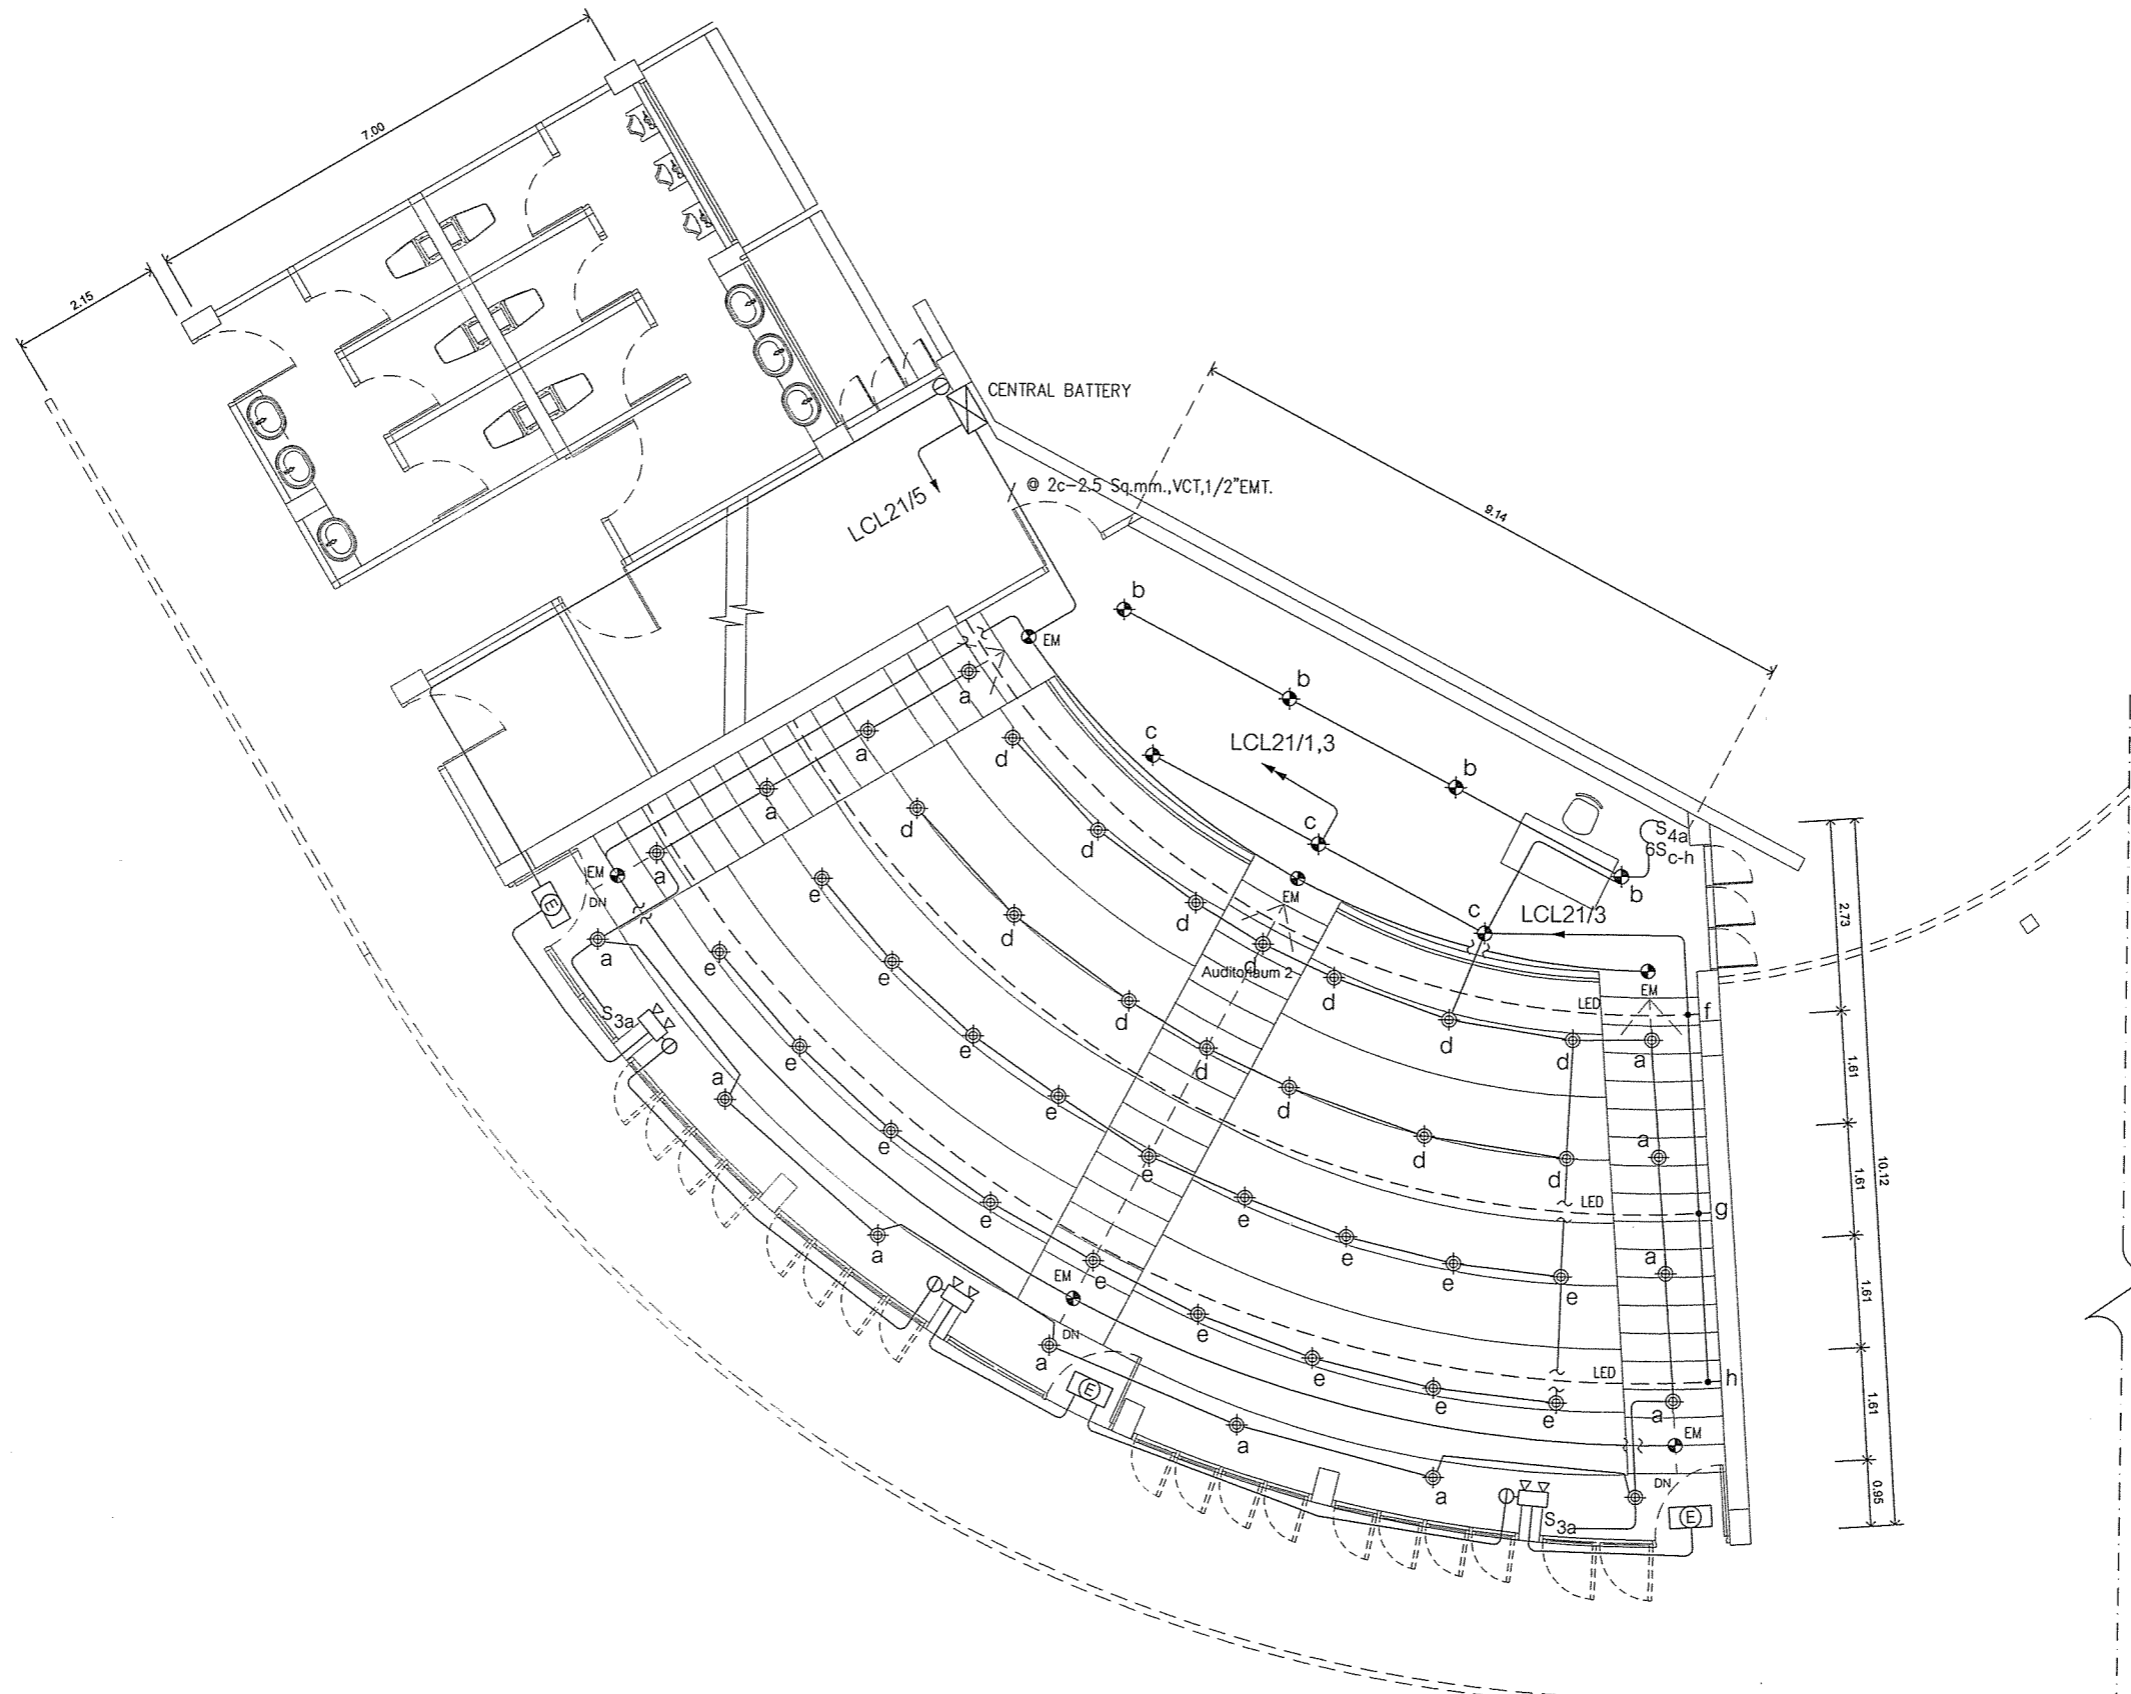 7.00
2.15
CENTRAL BATTERY
@ 2c-2.5 Sq.mm.,VCT,1/2"EMT.
LCL21/5
9.14
b
EM
a
b
c
LCL21/1,3
d
a
b
a
d
d
c
S4a
6Sc-h
b
EM
a
DN
e
d
EM
c
LCL21/3
2.73
a
e
e
d
d
Auditoriaum 2
d
LED
EM
f
S3a
e
d
d
d
a
1.61
a
e
e
d
d
d
a
10.12
e
e
e
LED
g
1.61
a
e
e
e
a
EM
e
e
e
1.61
DN
e
LED
h
a
E
e
e
e
a
1.61
a
EM
a
DN
0.95
S3a
E
E